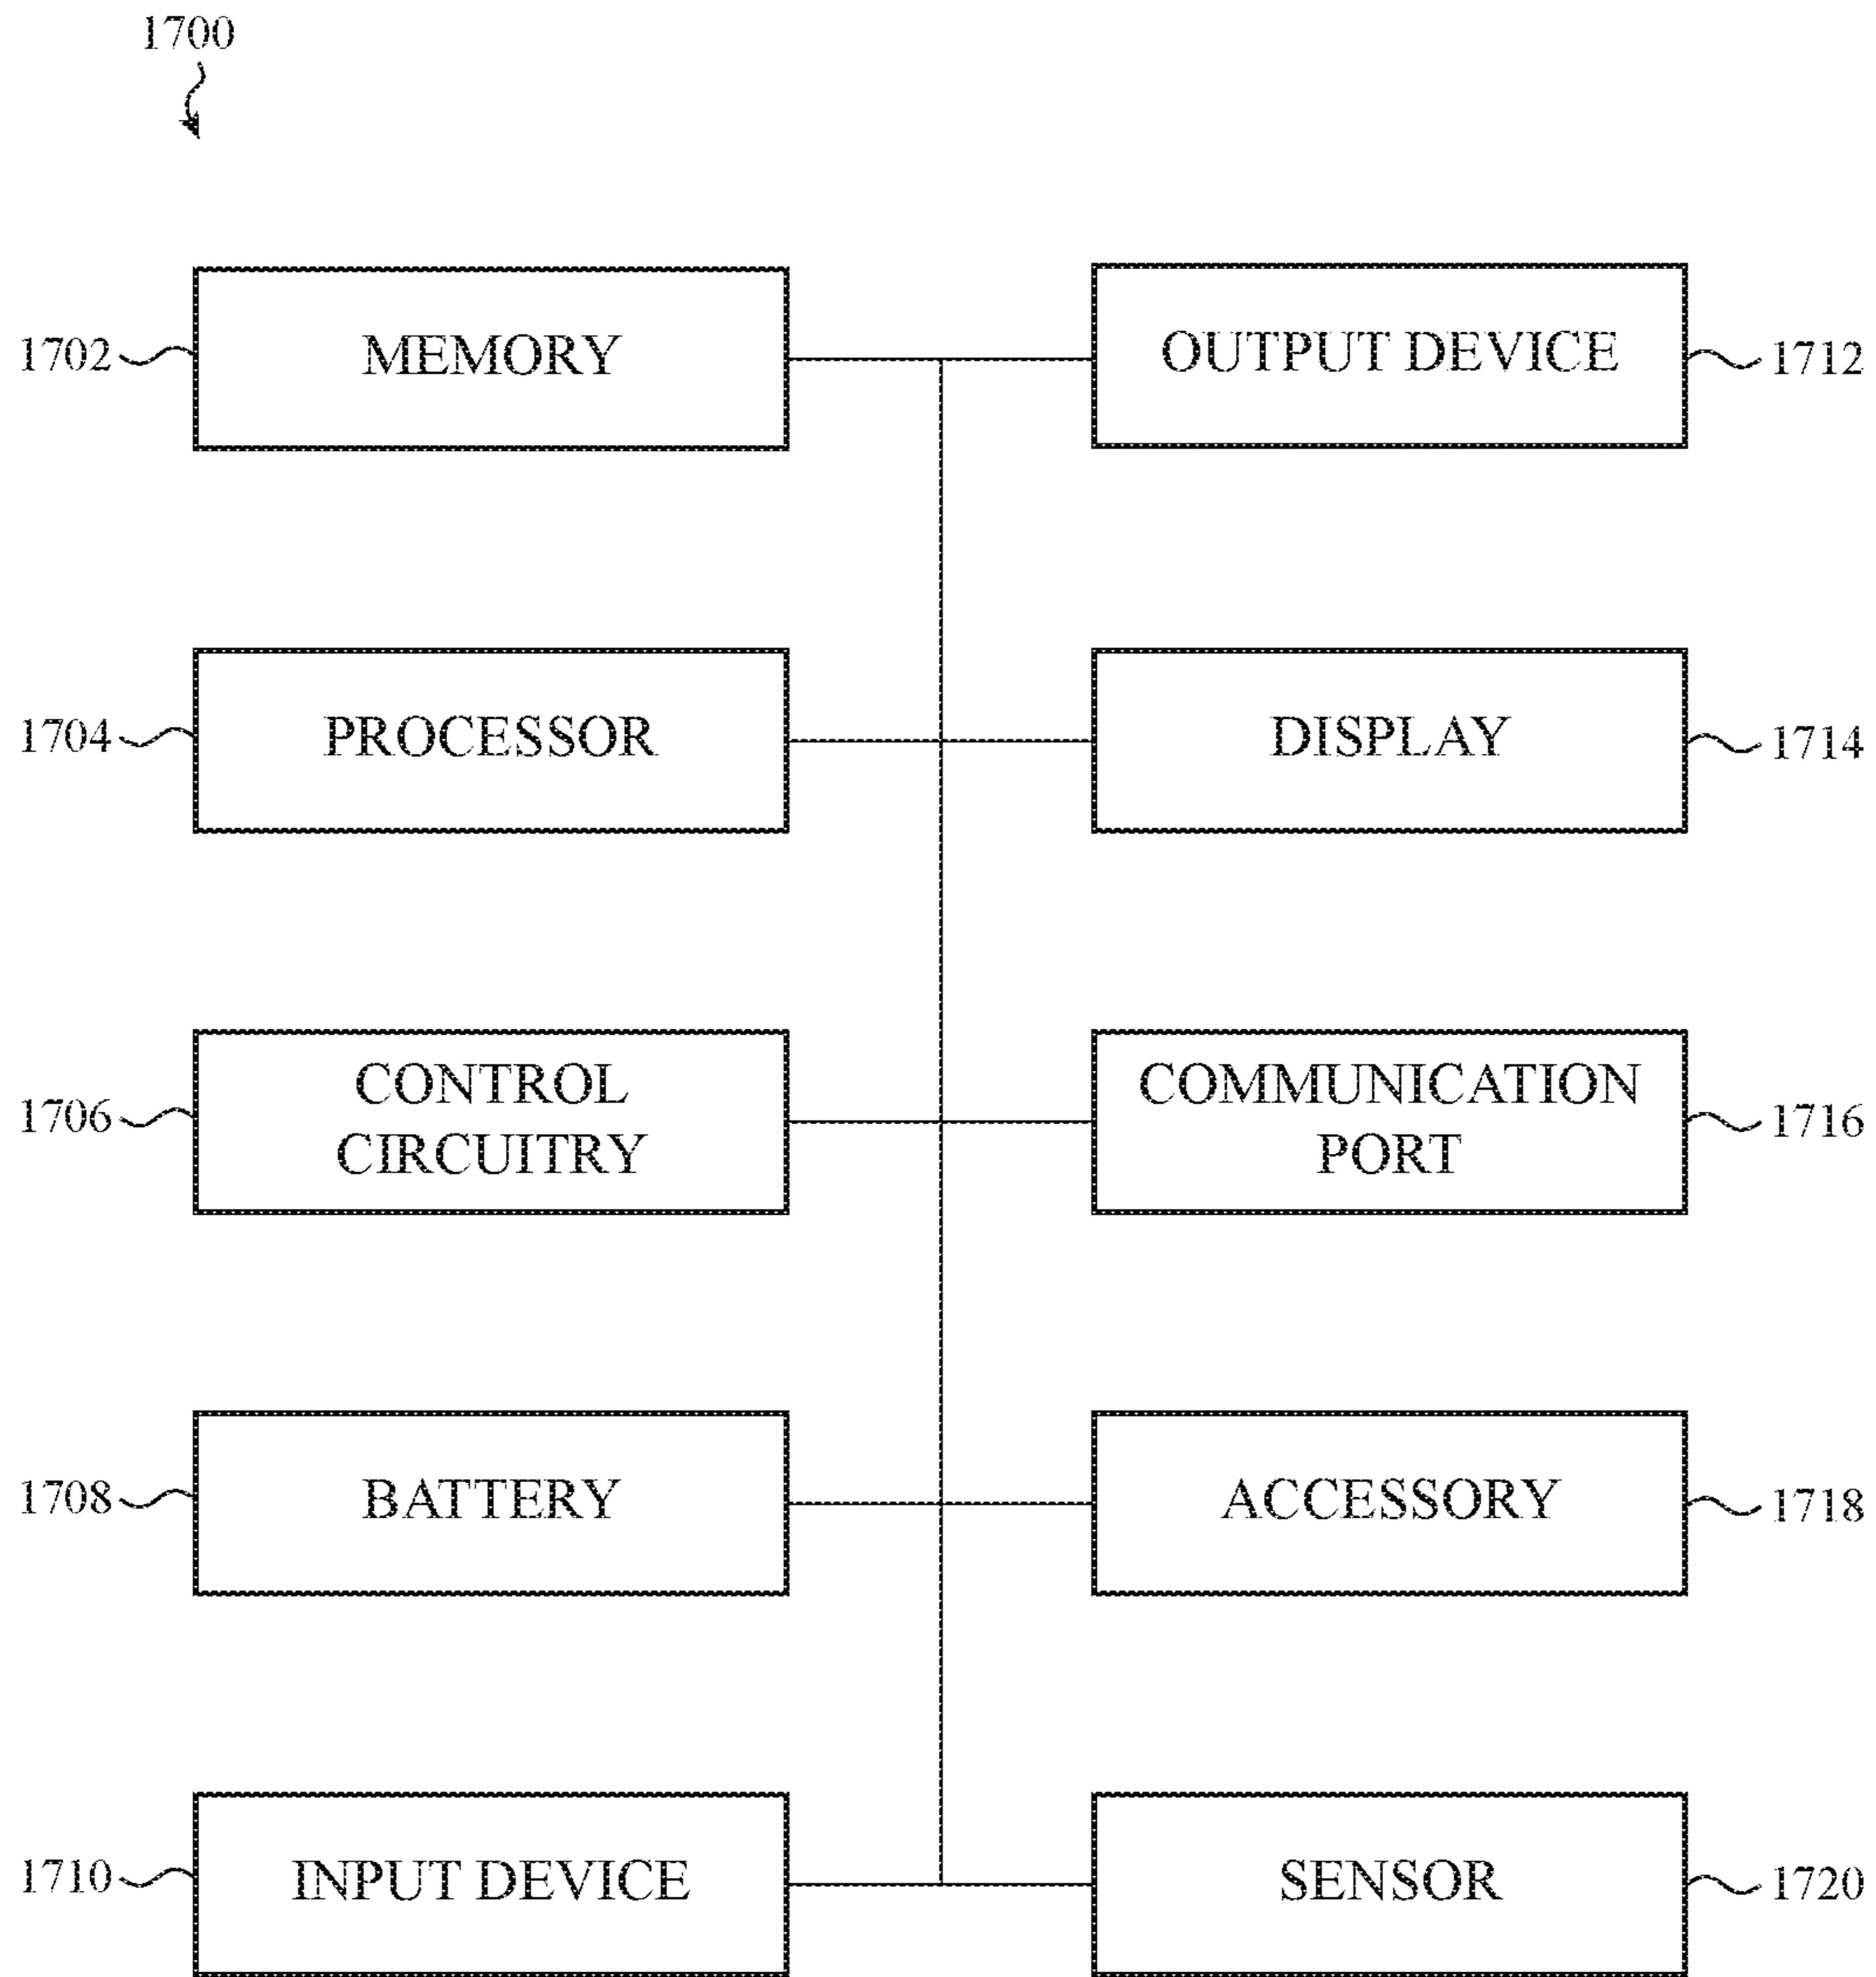 1700
1702
MEMORY
OUTPUT DEVICE
1712
1704
PROCESSOR
DISPLAY
1714
1706
CONTROL
CIRCUITRY
COMMUNICATION
PORT
1716
1708
BATTERY
ACCESSORY
1718
1710
INPUT DEVICE
SENSOR
1720